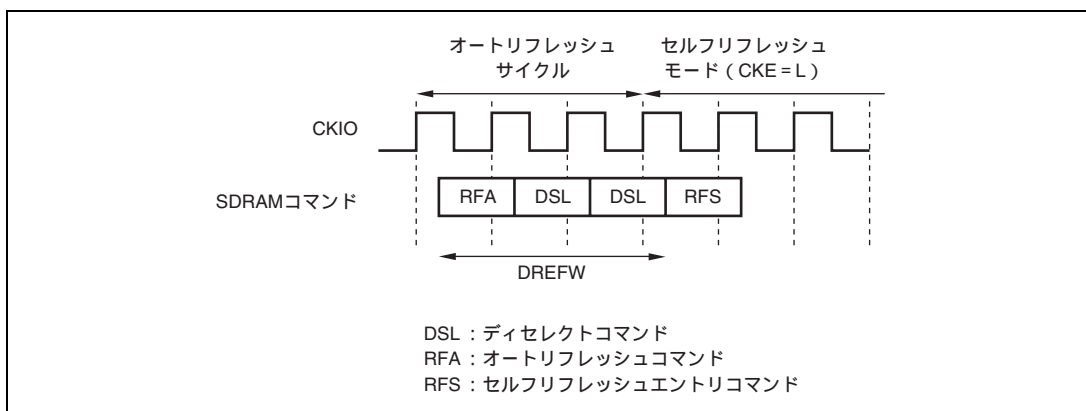 オートリフレッシュ
サイクル
セルフリフレッシュ
モード（CKE=L）
CKIO
SDRAMコマンド
RFA
DSL
DSL
RFS
DREFW
DSL ：ディセレクトコマンド
RFA ：オートリフレッシュコマンド
RFS ：セルフリフレッシュエントリコマンド